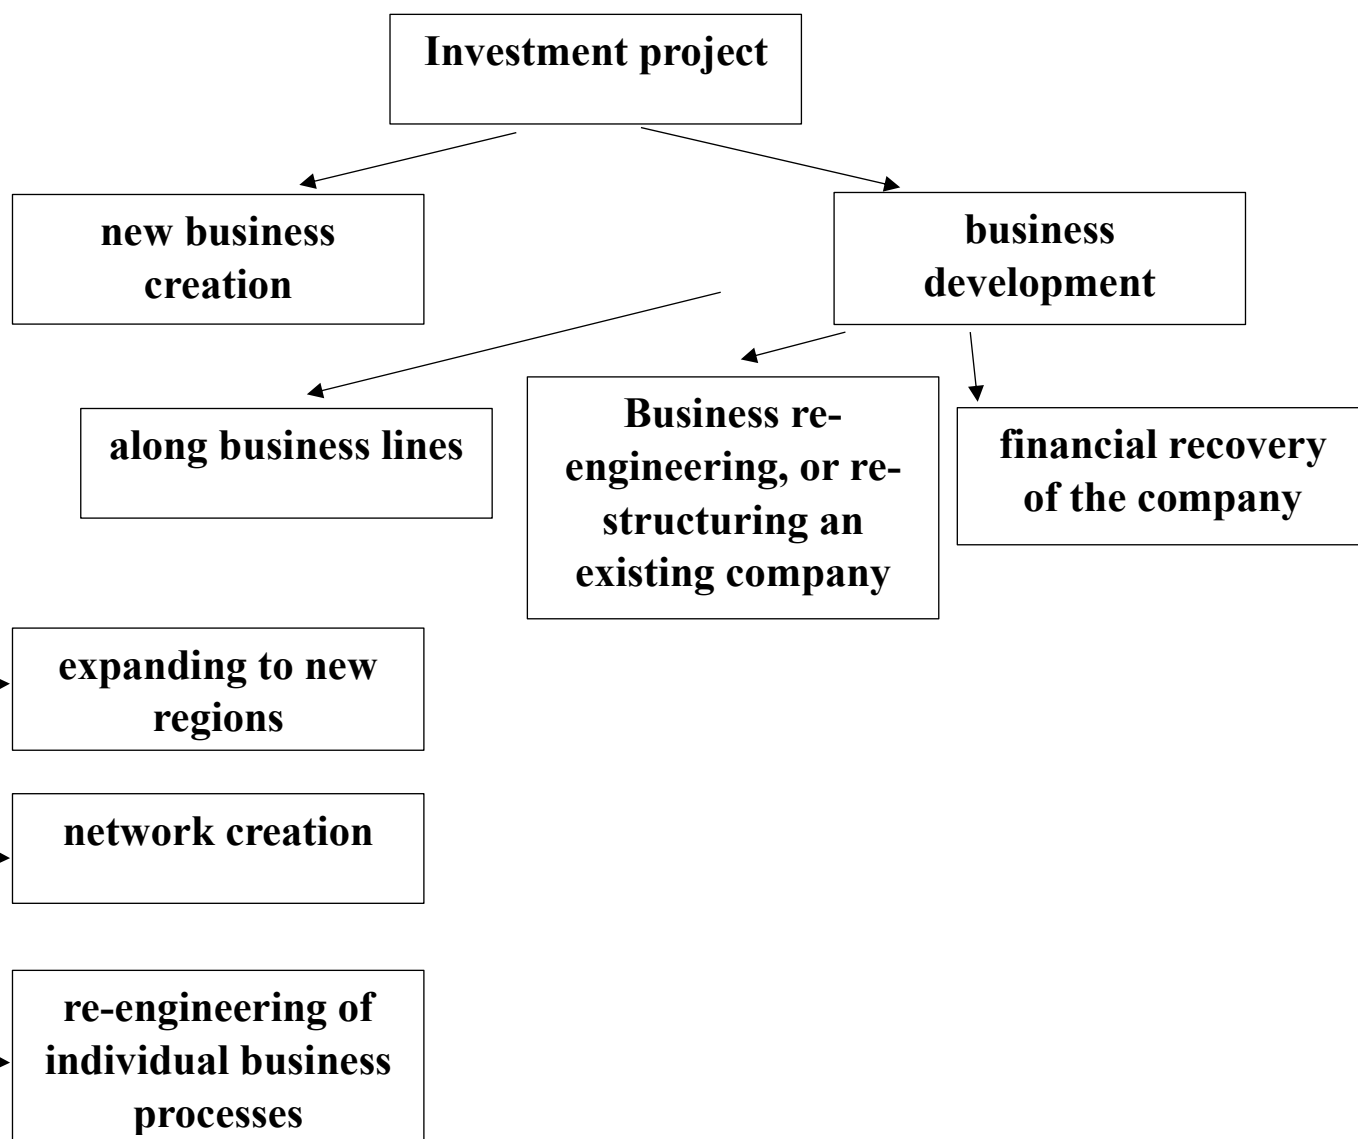 Investment project
new business
creation
business
development
along business lines
Business re-
engineering, or re-
structuring an
existing company
financial recovery
of the company
expanding to new
regions
network creation
re-engineering of
individual business
processes